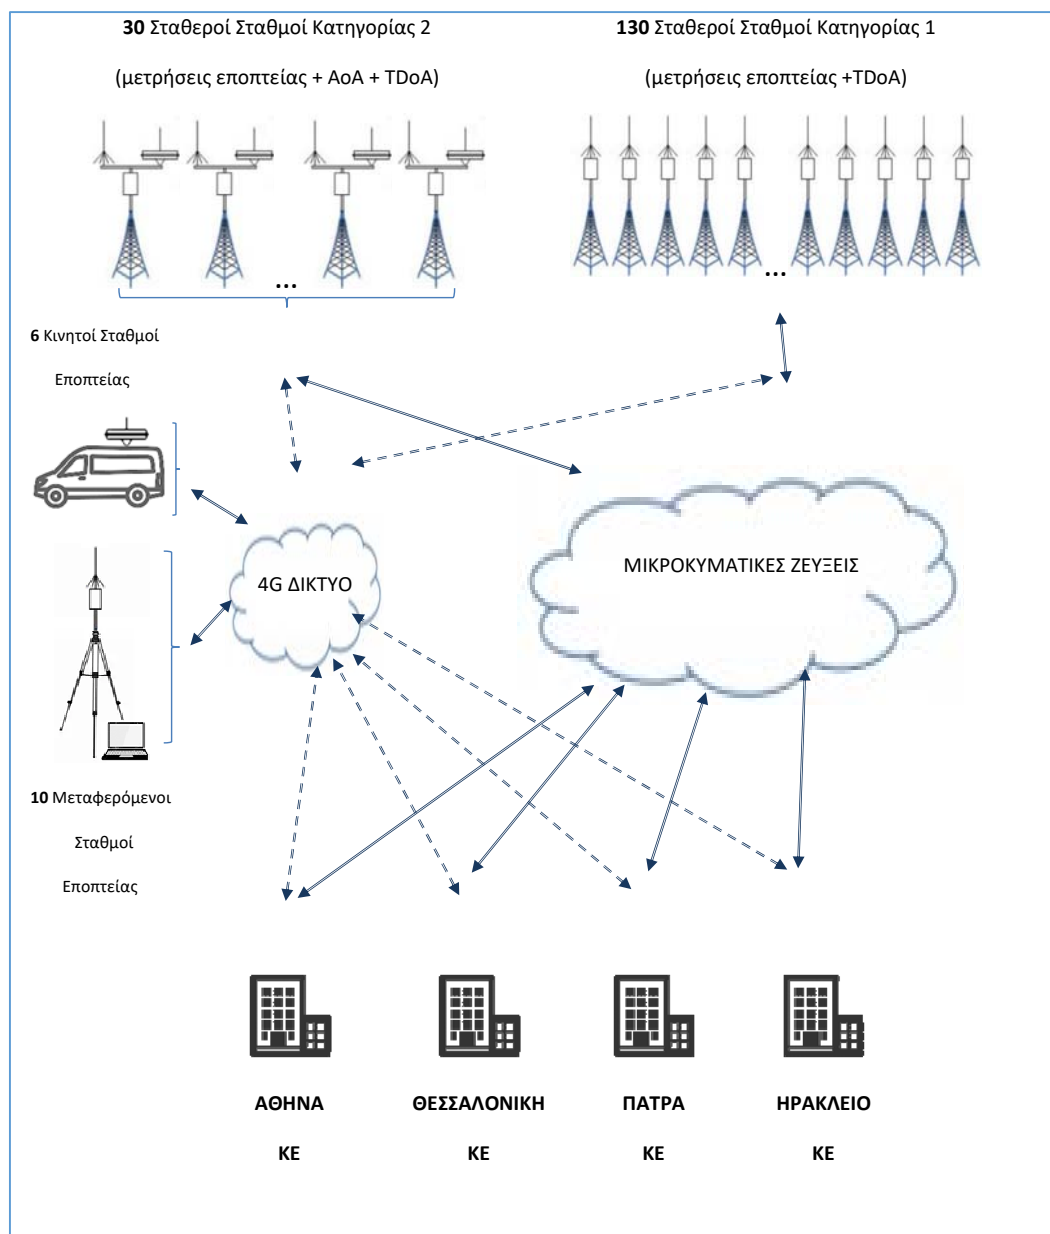 30 Σταθεροί Σταθμοί Κατηγορίας 2
(μετρήσεις εποπτείας + AoA + TDoA)
130 Σταθεροί Σταθμοί Κατηγορίας 1
(μετρήσεις εποπτείας +TDoA)
...
...
6 Κινητοί Σταθμοί
Εποπτείας
4G ΔΙΚΤΥΟ
ΜΙΚΡΟΚΥΜΑΤΙΚΕΣ ΖΕΥΞΕΙΣ
10 Μεταφερόμενοι
Σταθμοί
Εποπτείας
ΑΘΗΝΑ
ΚΕ
ΘΕΣΣΑΛΟΝΙΚΗ
ΚΕ
ΠΑΤΡΑ
ΚΕ
ΗΡΑΚΛΕΙΟ
ΚΕ